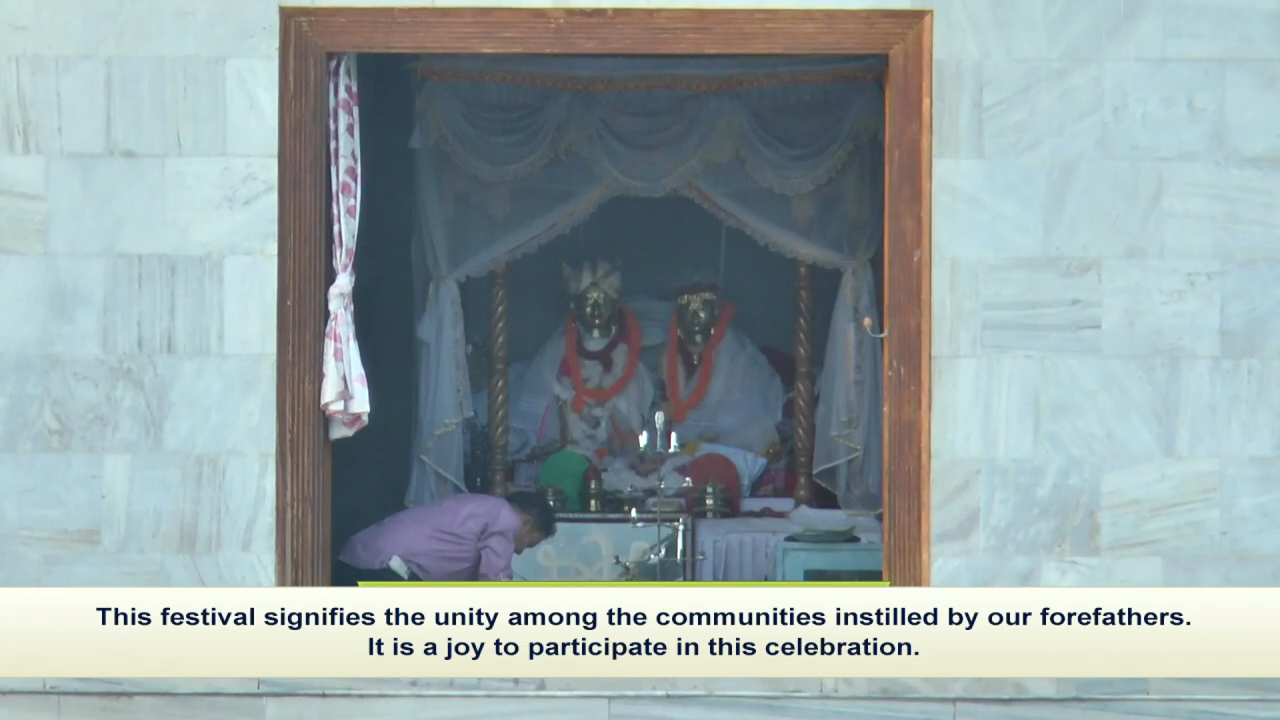 This festival signifies the unity among the communities instilled by our forefathers.
It is a joy to participate in this celebration.